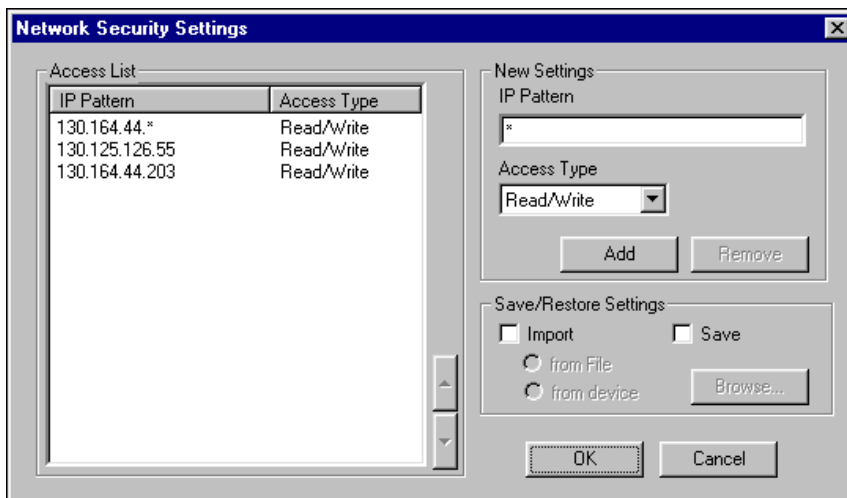 Network Security Settings
Access List
IP Pattern Access Type
130.164.44.* Read/Write
130.125.126.55 Read/Write
130.164.44.203 Read/Write
New Settings
IP Pattern
*
Access Type
Read/Write
Add Remove
Save/Restore Settings
Import Save
from File
from device Browse...
OK Cancel